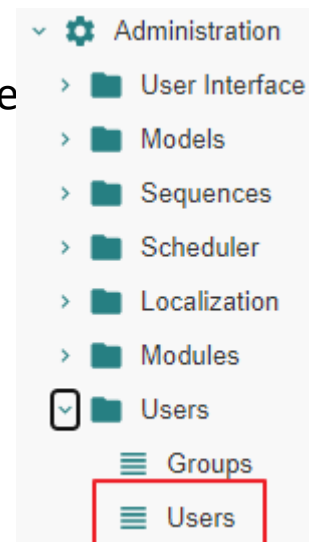 Administration
User Interface
e
Models
Sequences
Scheduler
Localization
Modules
Users
Groups
Users